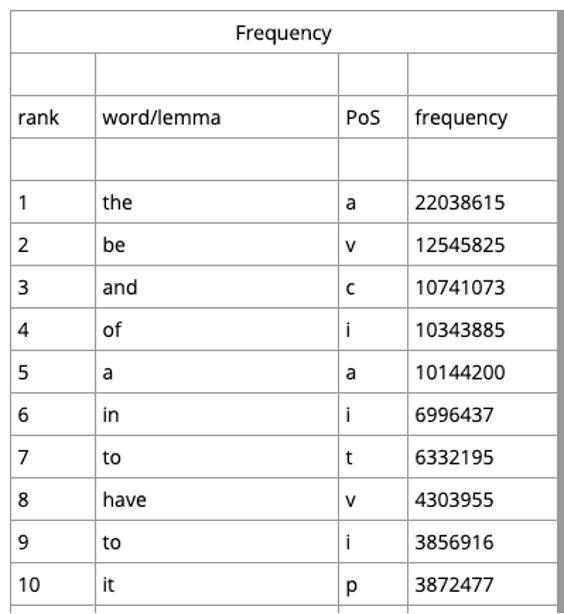 Frequency
rank word/lemma PoS frequency
1 the a 22038615
2 be v 12545825
3 and c 10741073
4 of i 10343885
5 a a 10144200
6 in i 6996437
7 to t 6332195
8 have v 4303955
9 to i 3856916
10 it p 3872477